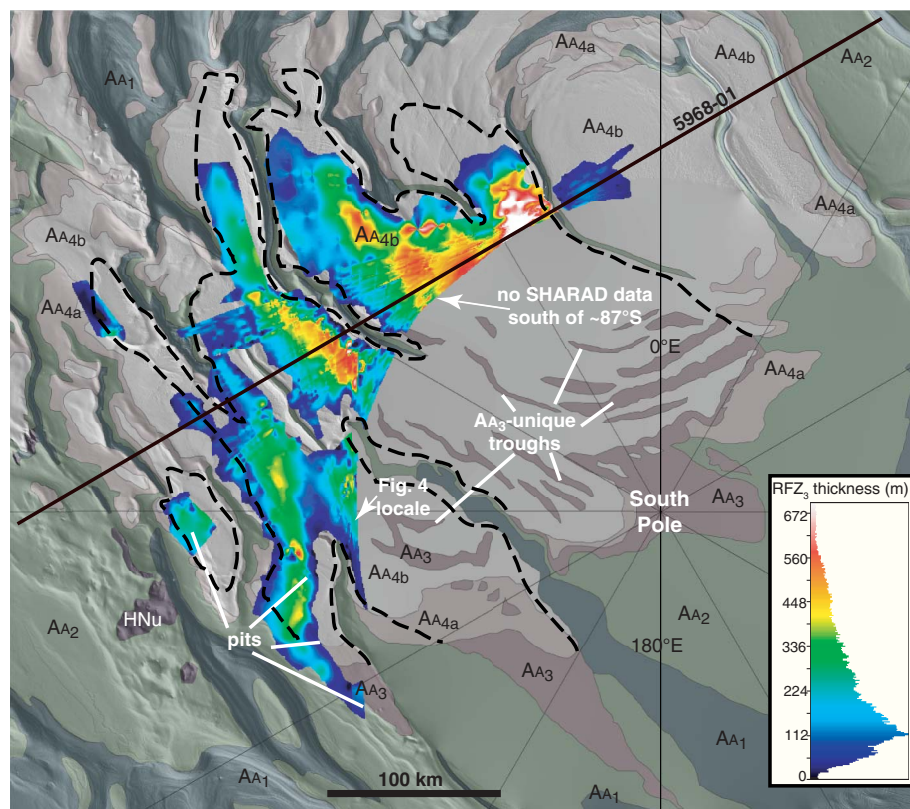 AA4a
AA4b
AA2
AA1
5968-01
AA4b
AA4a
AA4b
AA4b
AA4a
no SHARAD data
south of ~87°S
0°E
AA4a
AA3-unique
troughs
Fig. 4
locale
South
Pole
AA3
RFZ3 thickness (m)
672
560
448
336
224
112
0
AA3
AA4b
HNu
AA2
pits
AA4a
AA2
180°E
AA3
AA3
AA1
AA1
100 km
AA1